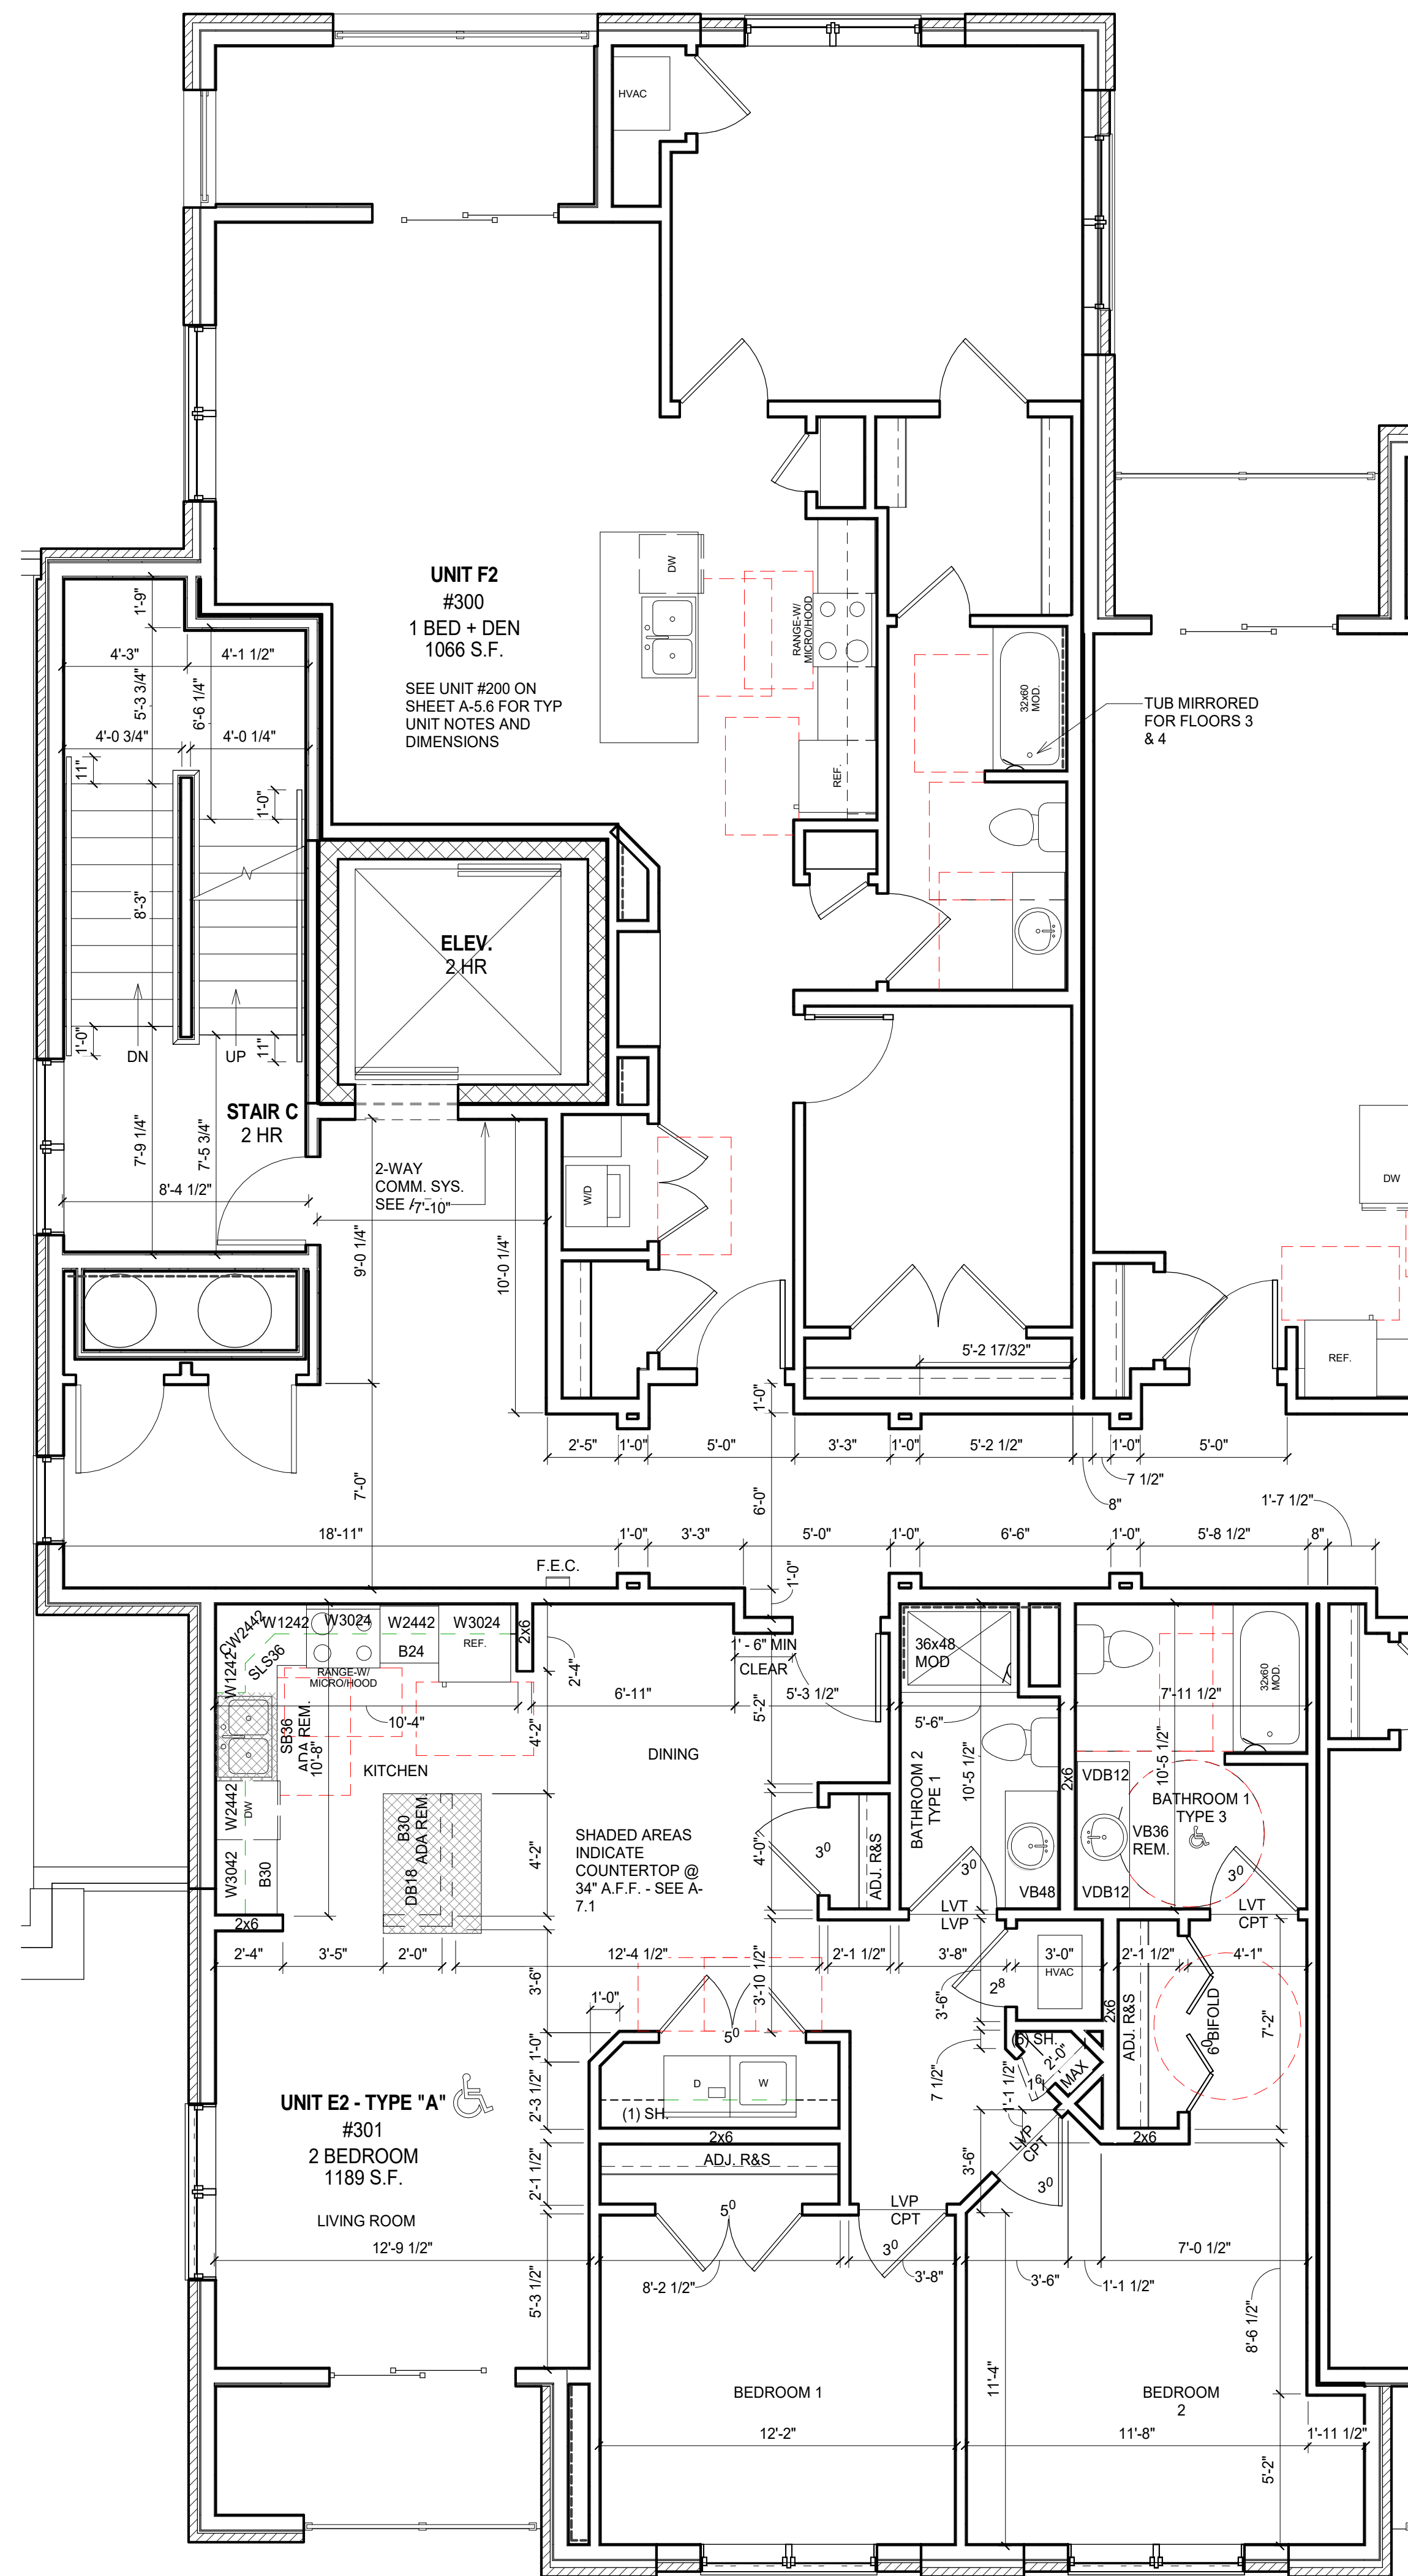 HVAC
UNIT F2
#300
1 BED + DEN
1066 S.F.
SEE UNIT #200 ON
SHEET A-5.6 FOR TYP
UNIT NOTES AND
DIMENSIONS
DW
RANGE-W/
MICRO/HOOD
REF.
32x60
MOD.
TUB MIRRORED
FOR FLOORS 3
& 4
1'-9"
4'-3"
4'-1 1/2"
5'-3 3/4"
6'-6 1/4"
4'-0 3/4"
4'-0 1/4"
11"
1'-0"
8'-3"
ELEV.
2 HR
1'-0"
DN
UP
11"
STAIR C
2 HR
7'-9 1/4"
7'-5 3/4"
8'-4 1/2"
2-WAY
COMM. SYS.
SEE
7'-10"
9'-0 1/4"
10'-0 1/4"
W/D
DW
REF.
5'-2 17/32"
1'-0"
2'-5"
1'-0"
5'-0"
3'-3"
1'-0"
5'-2 1/2"
1'-0"
5'-0"
7 1/2"
8"
1'-7 1/2"
7'-0"
6'-0"
18'-11"
1'-0"
3'-3"
5'-0"
1'-0"
6'-6"
1'-0"
5'-8 1/2"
8"
F.E.C.
1'-0"
CW2442
W1242
W3024
W2442
W3024
SLS36
W1242
B24
REF.
2x6
RANGE-W/
MICRO/HOOD
2'-4"
1' - 6" MIN
CLEAR
36x48
MOD
32x60
MOD.
6'-11"
5'-3 1/2"
5'-2"
7'-11 1/2"
10'-4"
5'-6"
SB36
ADA REM.
10'-8"
4'-2"
KITCHEN
DINING
BATHROOM 2
TYPE 1
10'-5 1/2"
2x6
10'-5 1/2"
VDB12
BATHROOM 1
TYPE 3
VB36
REM.
W2442
DW
W3042
B30
B30
ADA REM.
DB18
4'-2"
SHADED AREAS
INDICATE
COUNTERTOP @
34" A.F.F. - SEE A-
7.1
4'-0"
3⁰
ADJ. R&S
3⁰
VB48
VDB12
3⁰
LVT
LVP
LVT
CPT
2x6
2'-4"
3'-5"
2'-0"
12'-4 1/2"
2'-1 1/2"
3'-8"
3'-0"
2'-1 1/2"
4'-1"
3'-6"
3'-10 1/2"
3'-6"
2⁸
HVAC
2x6
ADJ. R&S
6⁰ BIFOLD
7'-2"
1'-0"
5⁰
1'-0"
7 1/2"
(5) SH.
2'-0"
MAX
1⁶
1'-1 1/2"
D
W
2'-3 1/2"
(1) SH.
2x6
ADJ. R&S
UNIT E2 - TYPE "A"
#301
2 BEDROOM
1189 S.F.
LIVING ROOM
2'-1 1/2"
3'-6"
LVP
CPT
2x6
3⁰
5⁰
LVP
CPT
12'-9 1/2"
3⁰
7'-0 1/2"
8'-2 1/2"
3'-8"
3'-6"
1'-1 1/2"
5'-3 1/2"
8'-6 1/2"
11'-4"
BEDROOM 1
BEDROOM
2
12'-2"
11'-8"
1'-11 1/2"
5'-2"